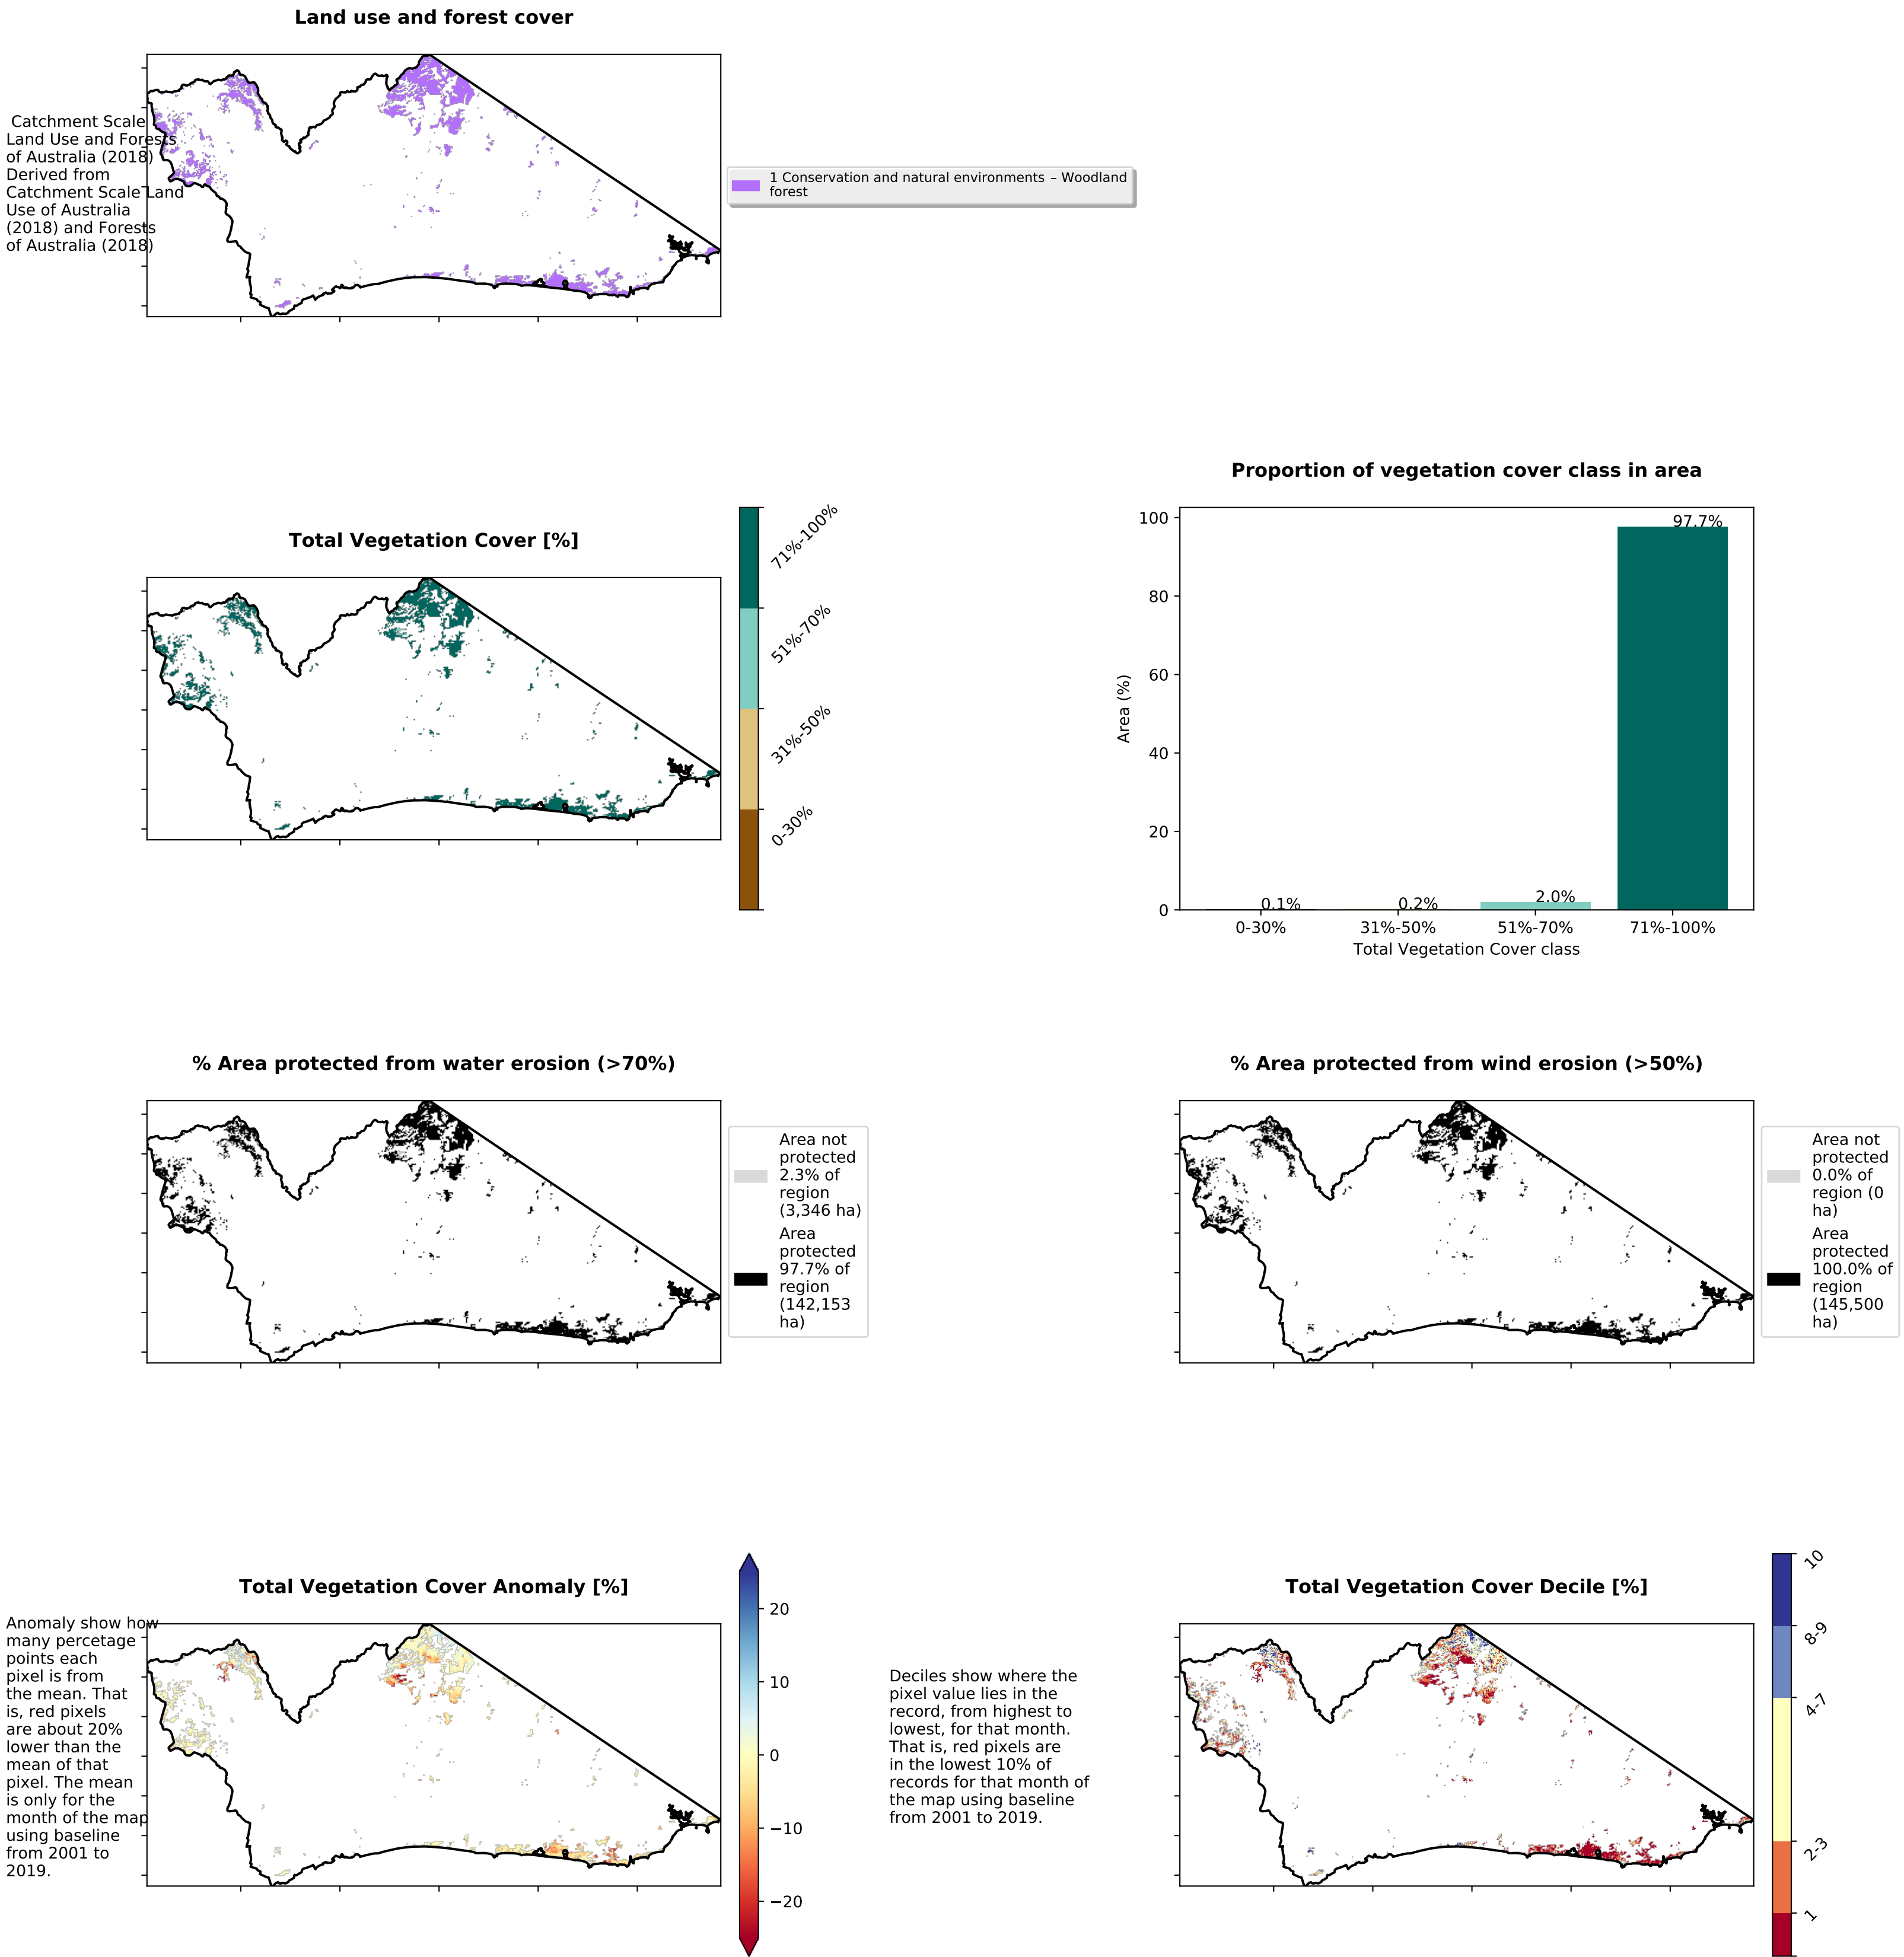 Land use and forest cover
Catchment Scale
Land Use and Forests
of Australia (2018)
Derived from
Catchment Scale Land
Use of Australia
(2018) and Forests
of Australia (2018)
1 Conservation and natural environments – Woodland
forest
Total Vegetation Cover [%]
71%-100%
51%-70%
31%-50%
0-30%
Proportion of vegetation cover class in area
100
80
60
40
20
0
Area (%)
0.1%
0.2%
2.0%
97.7%
0-30%
31%-50%
51%-70%
71%-100%
Total Vegetation Cover class
% Area protected from water erosion (>70%)
Area not
protected
2.3% of
region
(3,346 ha)
Area
protected
97.7% of
region
(142,153
ha)
% Area protected from wind erosion (>50%)
Area not
protected
0.0% of
region (0
ha)
Area
protected
100.0% of
region
(145,500
ha)
Total Vegetation Cover Anomaly [%]
Anomaly show how
many percetage
points each
pixel is from
the mean. That
is, red pixels
are about 20%
lower than the
mean of that
pixel. The mean
is only for the
month of the map
using baseline
from 2001 to
2019.
20
10
0
−10
−20
Total Vegetation Cover Decile [%]
Deciles show where the
pixel value lies in the
record, from highest to
lowest, for that month.
That is, red pixels are
in the lowest 10% of
records for that month of
the map using baseline
from 2001 to 2019.
10
8-9
4-7
2-3
1